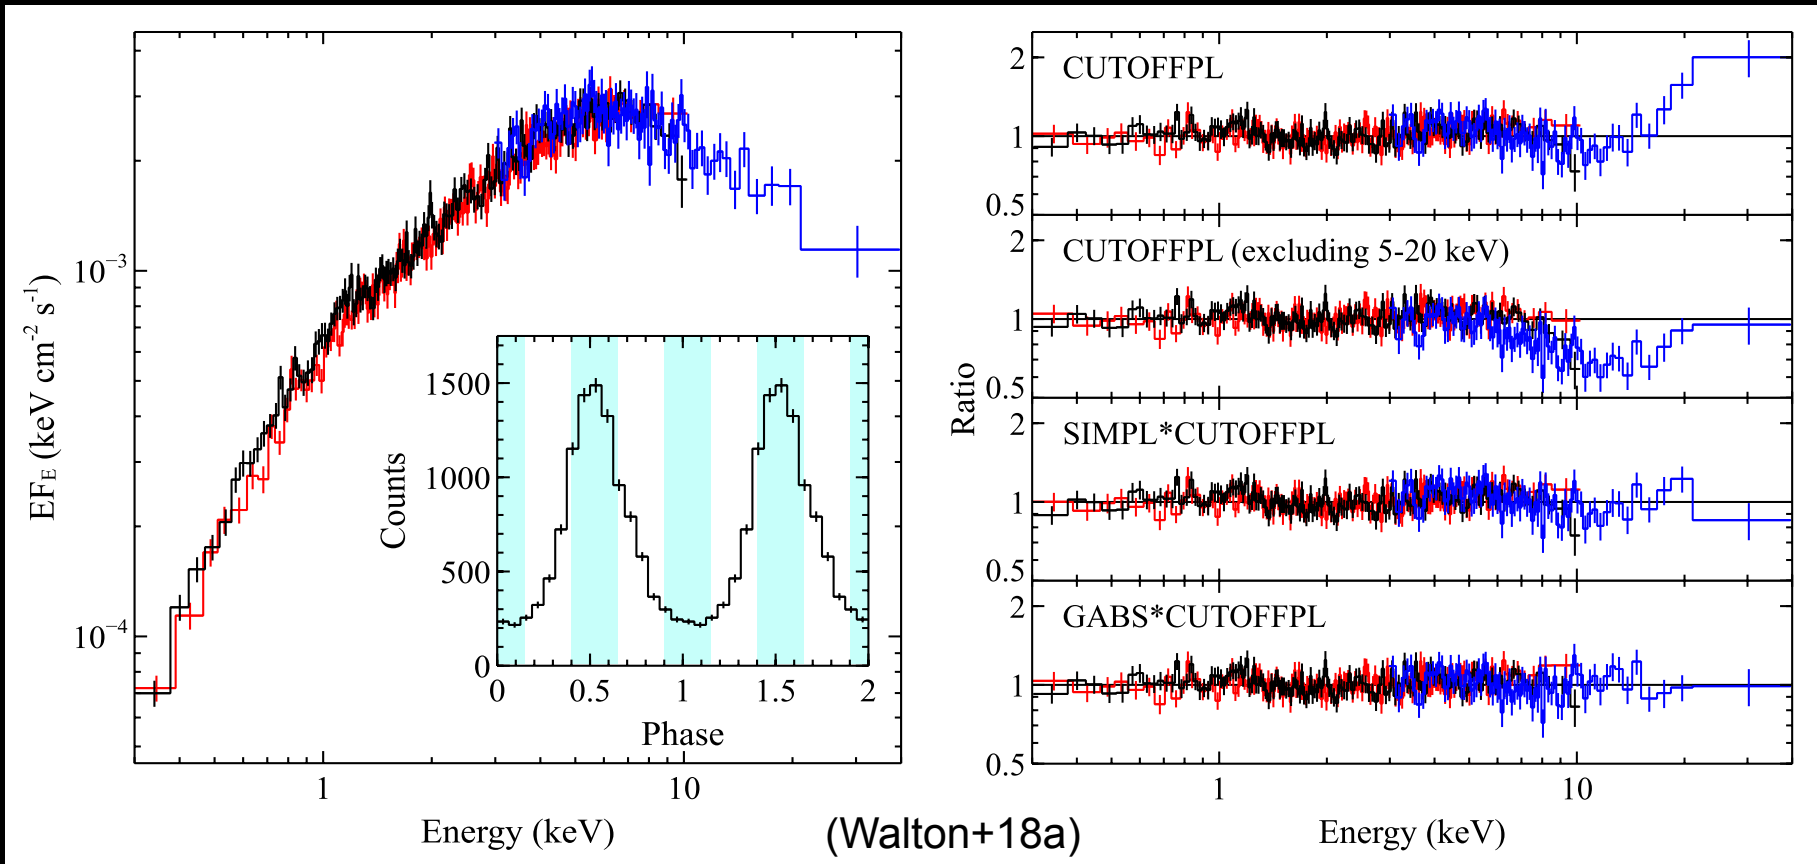 EF_E (keV cm⁻² s⁻¹)
10⁻³
10⁻⁴
1
10
Energy (keV)
Counts
1500
1000
500
0
0
0.5
1
1.5
2
Phase
Ratio
CUTOFFPL
2
1
0.5
CUTOFFPL (excluding 5-20 keV)
2
1
0.5
SIMPL*CUTOFFPL
2
1
0.5
GABS*CUTOFFPL
2
1
0.5
1
10
Energy (keV)
(Walton+18a)